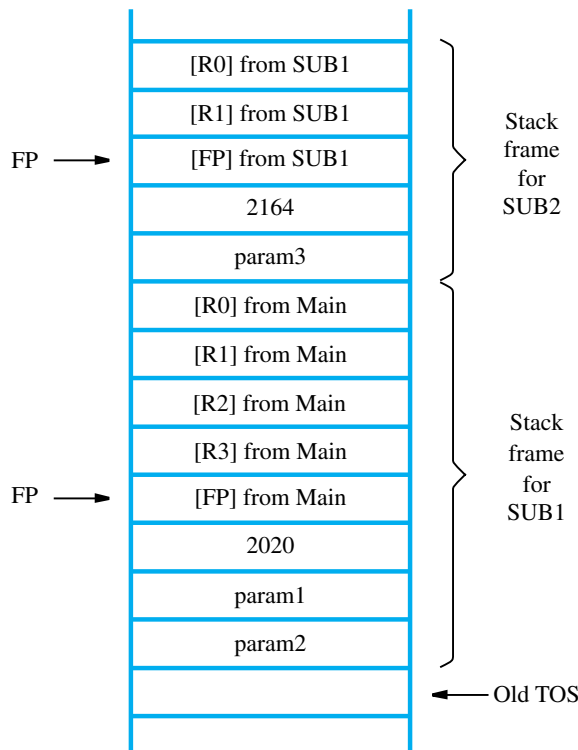 [R0] from SUB1
[R1] from SUB1
FP
[FP] from SUB1
2164
param3
Stack
frame
for
SUB2
[R0] from Main
[R1] from Main
[R2] from Main
[R3] from Main
FP
[FP] from Main
2020
param1
param2
Stack
frame
for
SUB1
Old TOS